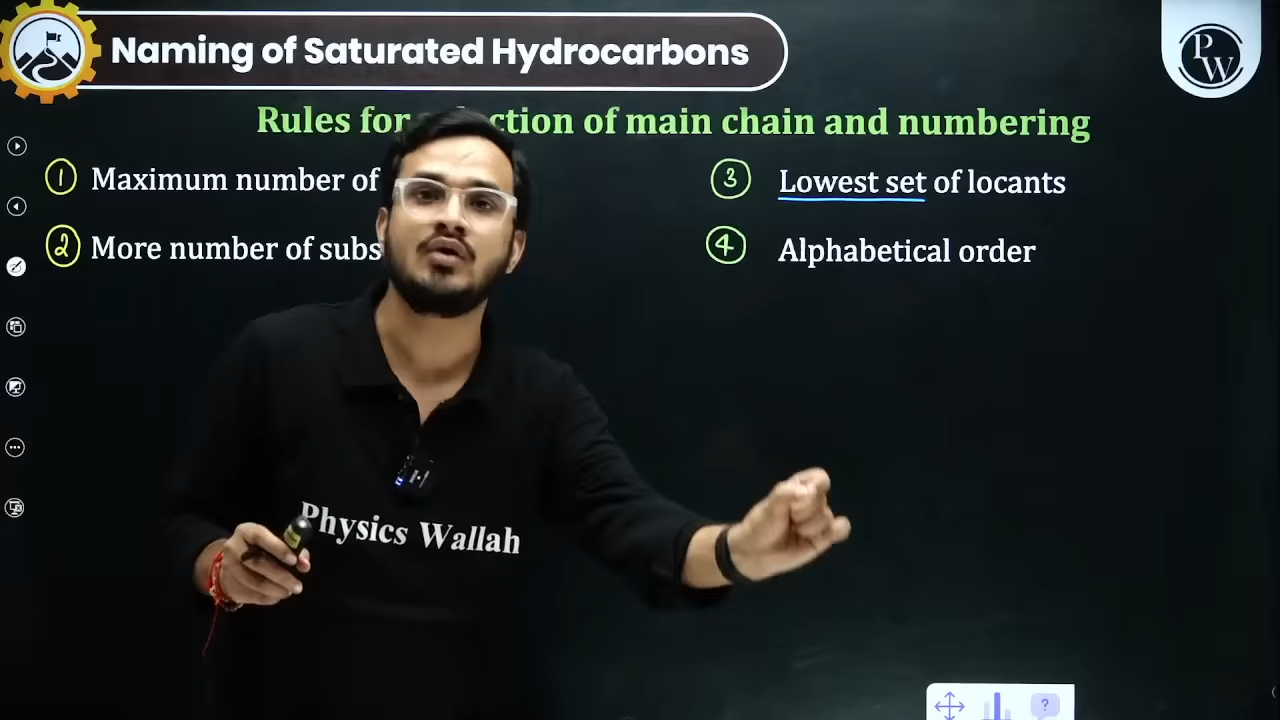 Naming of Saturated Hydrocarbons
PW
Rules for ction of main chain and numbering
1 Maximum number of
3 Lowest set of locants
2 More number of subs
4 Alphabetical order
Physics Wallah
?